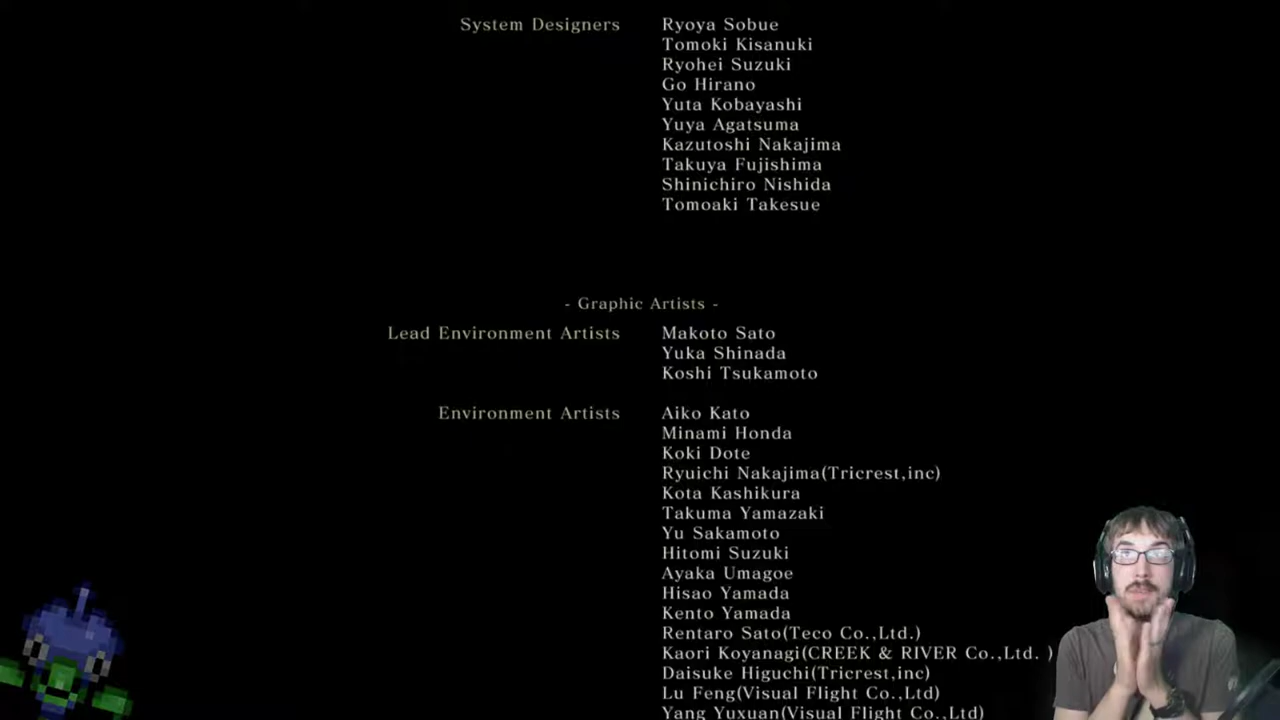 System Designers Ryoya Sobue
Tomoki Kisanuki
Ryohei Suzuki
Go Hirano
Yuta Kobayashi
Yuya Agatsuma
Kazutoshi Nakajima
Takuya Fujishima
Shinichiro Nishida
Tomoaki Takesue
- Graphic Artists -
Lead Environment Artists Makoto Sato
Yuka Shinada
Koshi Tsukamoto
Environment Artists Aiko Kato
Minami Honda
Koki Dote
Ryuichi Nakajima(Tricrest,inc)
Kota Kashikura
Takuma Yamazaki
Yu Sakamoto
Hitomi Suzuki
Ayaka Umagoe
Hisao Yamada
Kento Yamada
Rentaro Sato(Teco Co.,Ltd.)
Kaori Koyanagi(CREEK & RIVER Co.,Ltd. )
Daisuke Higuchi(Tricrest,inc)
Lu Feng(Visual Flight Co.,Ltd)
Yang Yuxuan(Visual Flight Co.,Ltd)